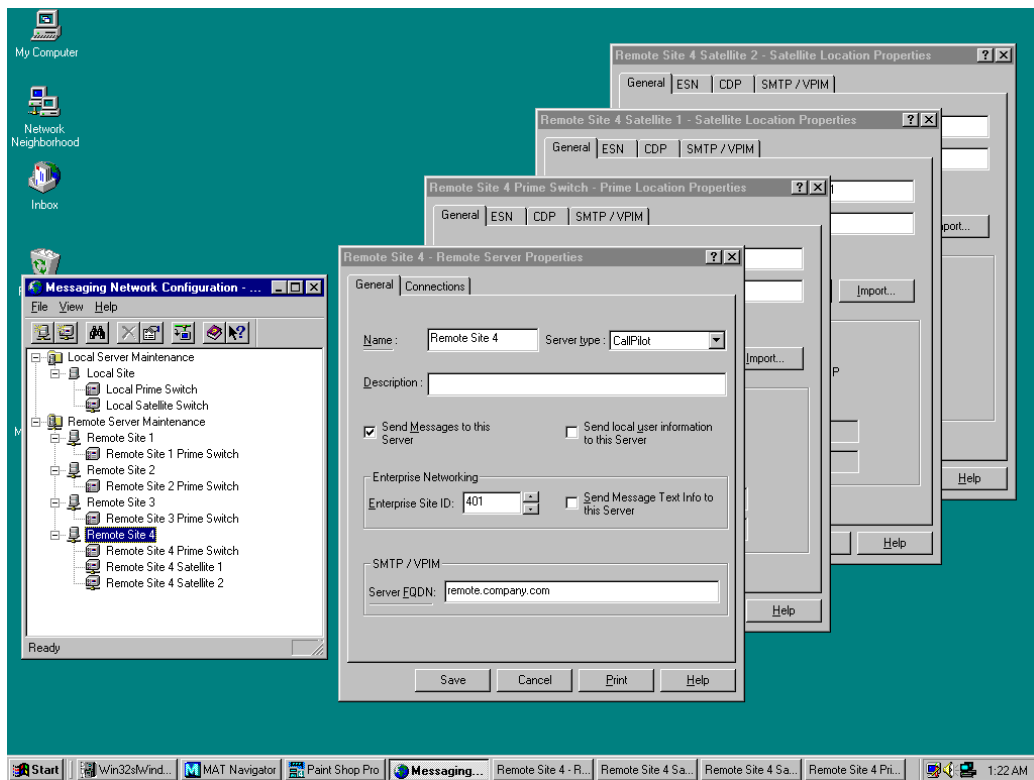 My Computer
Network
Neighborhood
Inbox
Remote Site 4 Satellite 2 - Satellite Location Properties
General ESN CDP SMTP / VPIM
Help
Remote Site 4 Satellite 1 - Satellite Location Properties
General ESN CDP SMTP / VPIM
Import...
Help
Remote Site 4 Prime Switch - Prime Location Properties
General ESN CDP SMTP / VPIM
Import...
Help
Remote Site 4 - Remote Server Properties
General Connections
Name : Remote Site 4 Server type : CallPilot
Description :
Send Messages to this
Server
Send local user information
to this Server
Enterprise Networking
Enterprise Site ID: 401
Send Message Text Info to
this Server
SMTP / VPIM
Server FQDN: remote.company.com
Save Cancel Print Help
Messaging Network Configuration - ...
File View Help
Local Server Maintenance
Local Site
Local Prime Switch
Local Satellite Switch
Remote Server Maintenance
Remote Site 1
Remote Site 1 Prime Switch
Remote Site 2
Remote Site 2 Prime Switch
Remote Site 3
Remote Site 3 Prime Switch
Remote Site 4
Remote Site 4 Prime Switch
Remote Site 4 Satellite 1
Remote Site 4 Satellite 2
Ready
Start Win32slWind... MAT Navigator Paint Shop Pro Messaging... Remote Site 4 - R... Remote Site 4 Sa... Remote Site 4 Sa... Remote Site 4 Pri... 1:22 AM